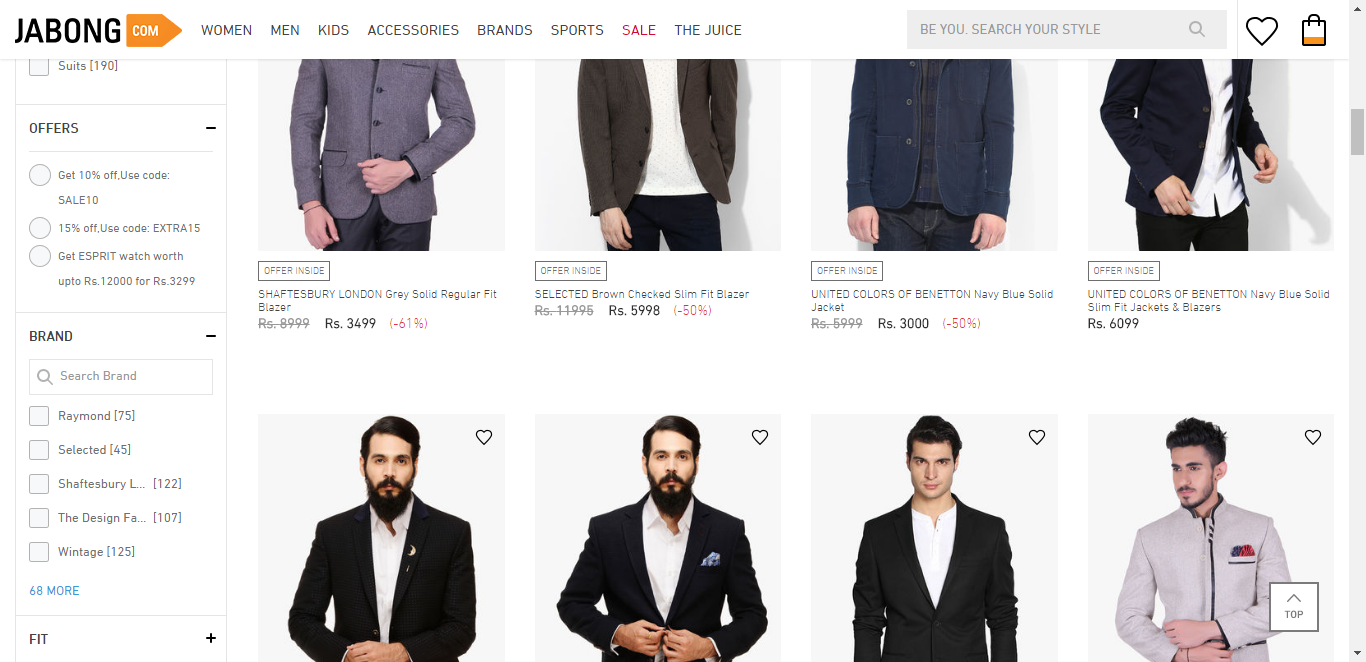 JABONG COM
WOMEN MEN KIDS ACCESSORIES BRANDS SPORTS SALE THE JUICE
BE YOU. SEARCH YOUR STYLE
Suits [190]
OFFERS
Get 10% off,Use code:
SALE10
15% off,Use code: EXTRA15
Get ESPRIT watch worth
upto Rs.12000 for Rs.3299
BRAND
Search Brand
Raymond [75]
Selected [45]
Shaftesbury L... [122]
The Design Fa... [107]
Wintage [125]
68 MORE
FIT
OFFER INSIDE
SHAFTESBURY LONDON Grey Solid Regular Fit
Blazer
Rs. 8999 Rs. 3499 (-61%)
OFFER INSIDE
SELECTED Brown Checked Slim Fit Blazer
Rs. 11995 Rs. 5998 (-50%)
OFFER INSIDE
UNITED COLORS OF BENETTON Navy Blue Solid
Jacket
Rs. 5999 Rs. 3000 (-50%)
OFFER INSIDE
UNITED COLORS OF BENETTON Navy Blue Solid
Slim Fit Jackets & Blazers
Rs. 6099
TOP